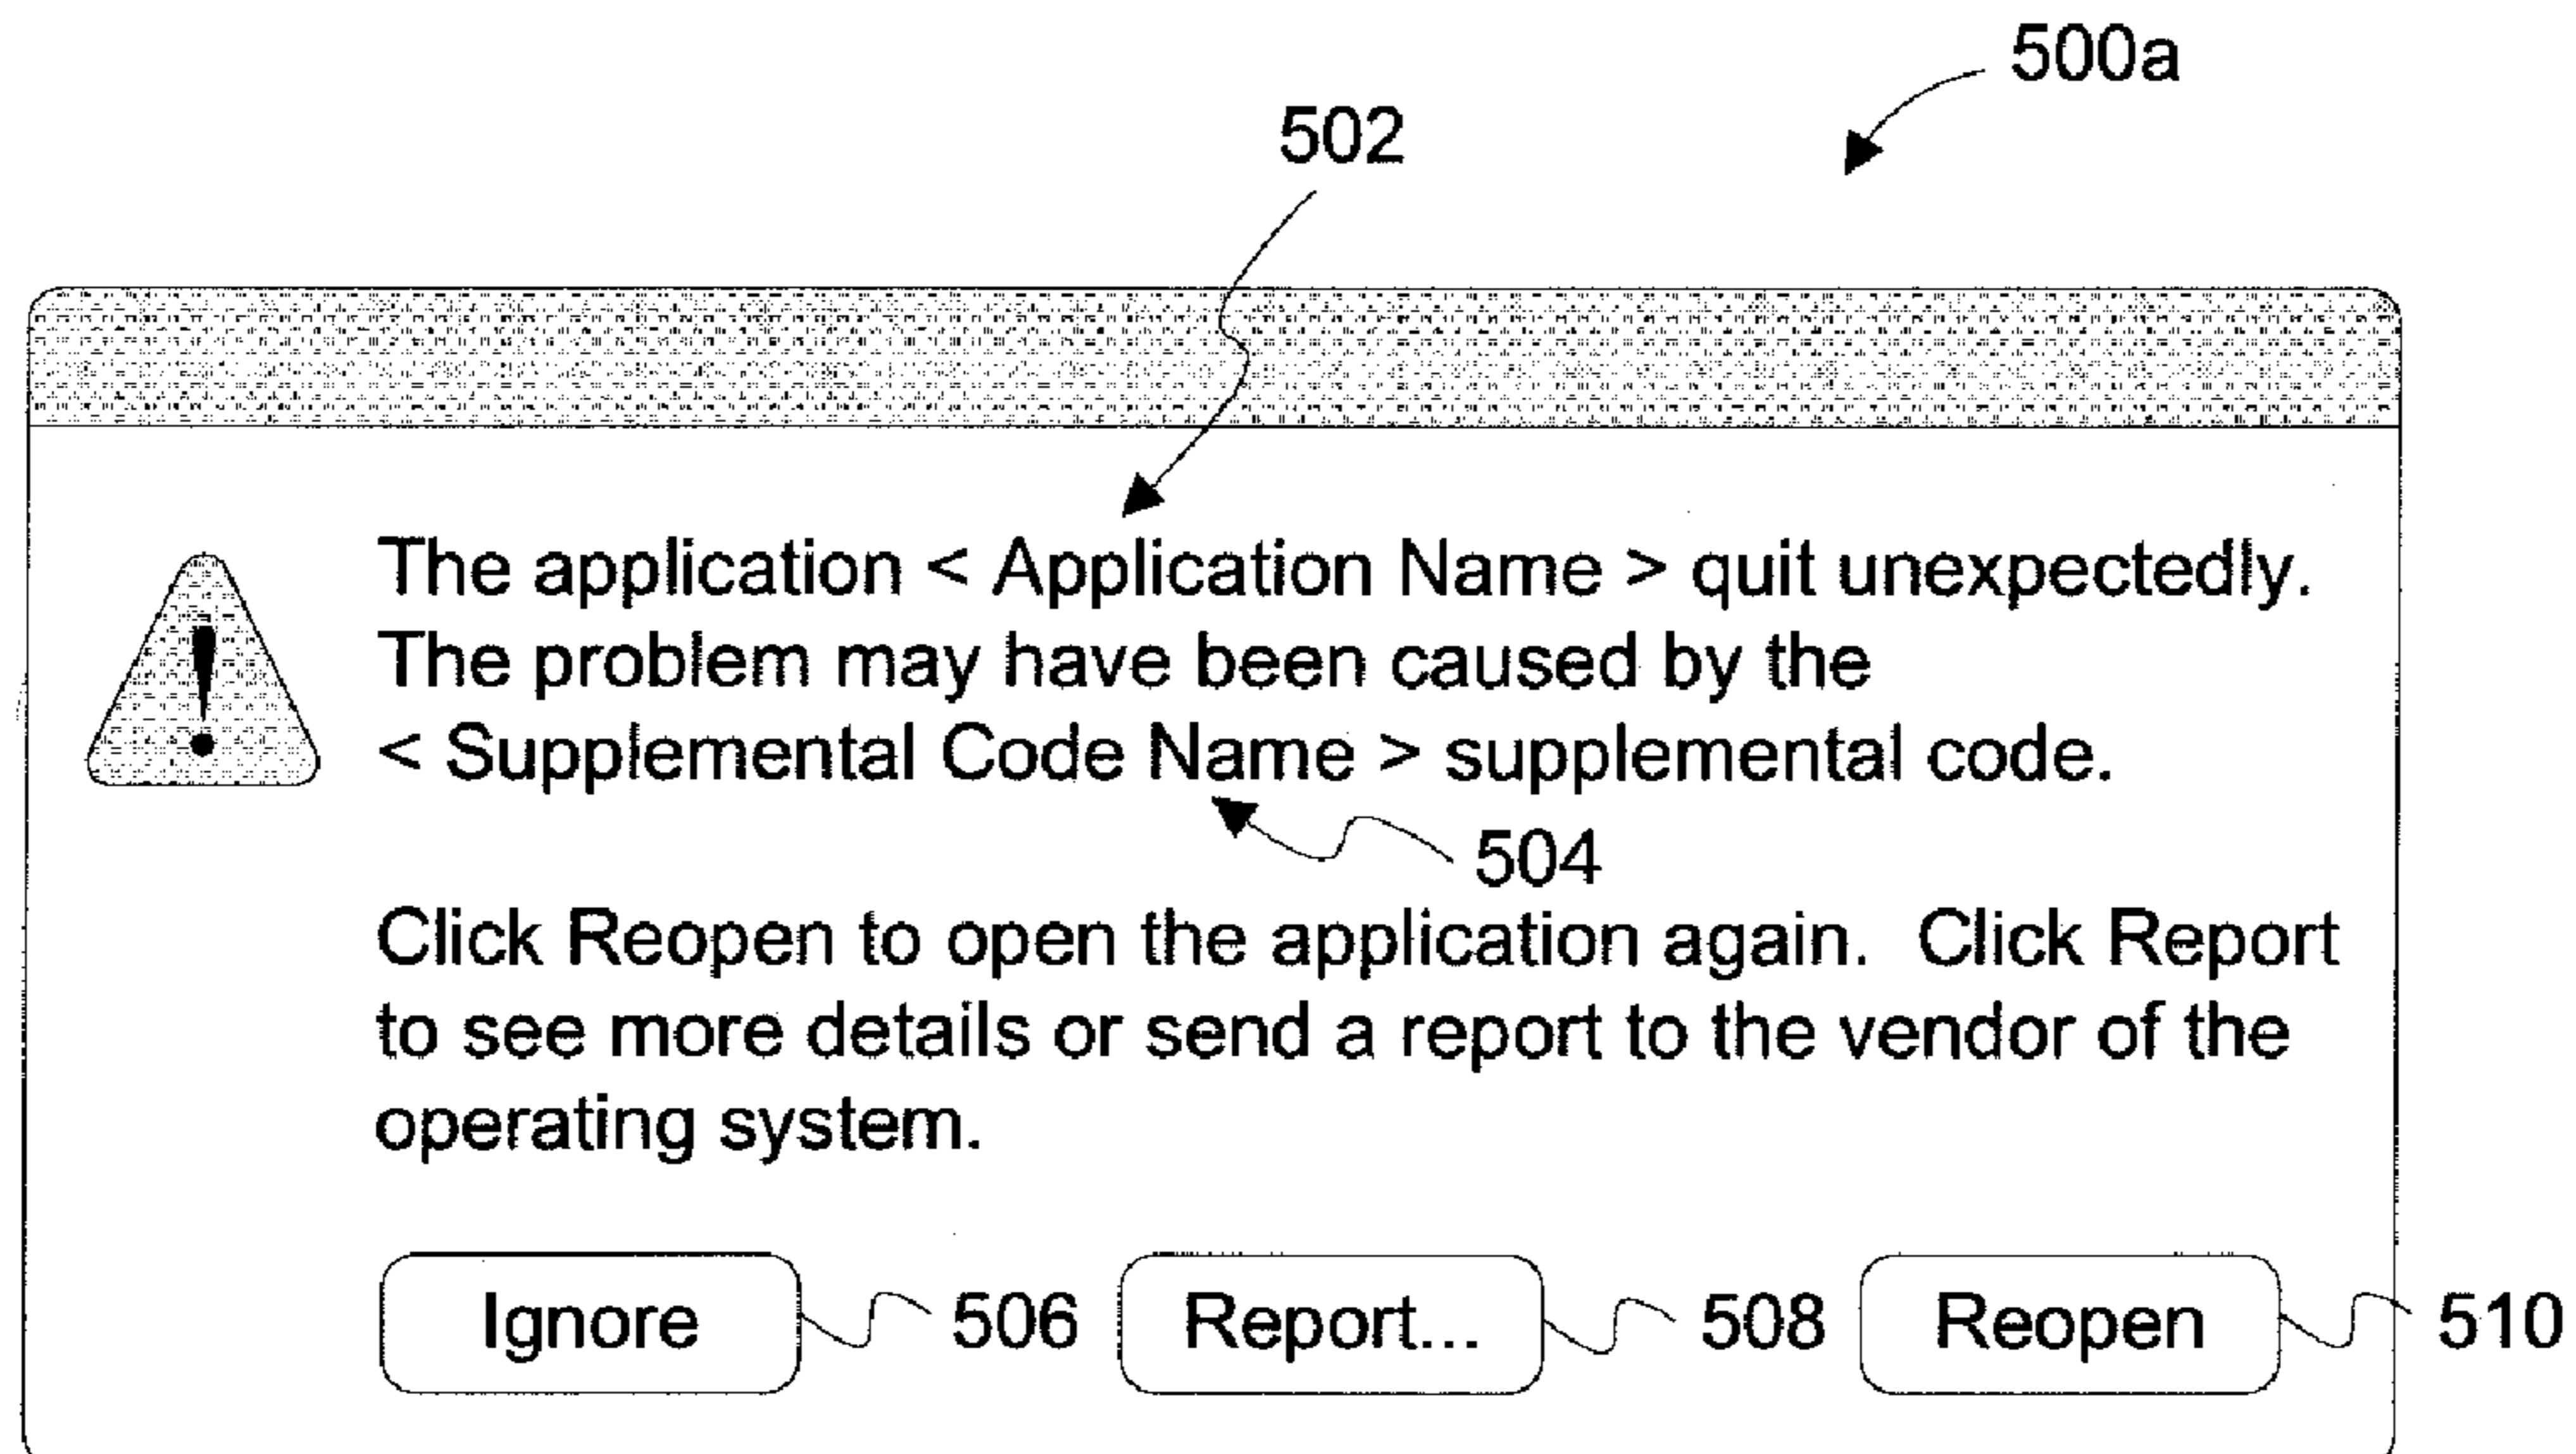 500a
502
The application < Application Name > quit unexpectedly.
The problem may have been caused by the
< Supplemental Code Name > supplemental code.
504
Click Reopen to open the application again.  Click Report
to see more details or send a report to the vendor of the
operating system.
Ignore 506 Report... 508 Reopen 510